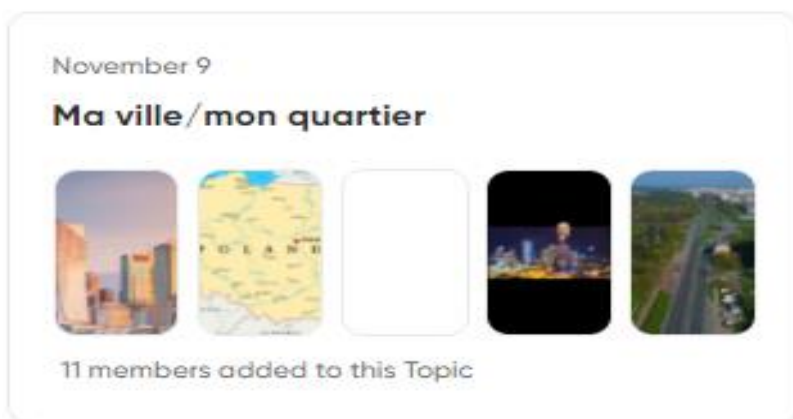 November 9
Ma ville/mon quartier
POLAND
11 members added to this Topic